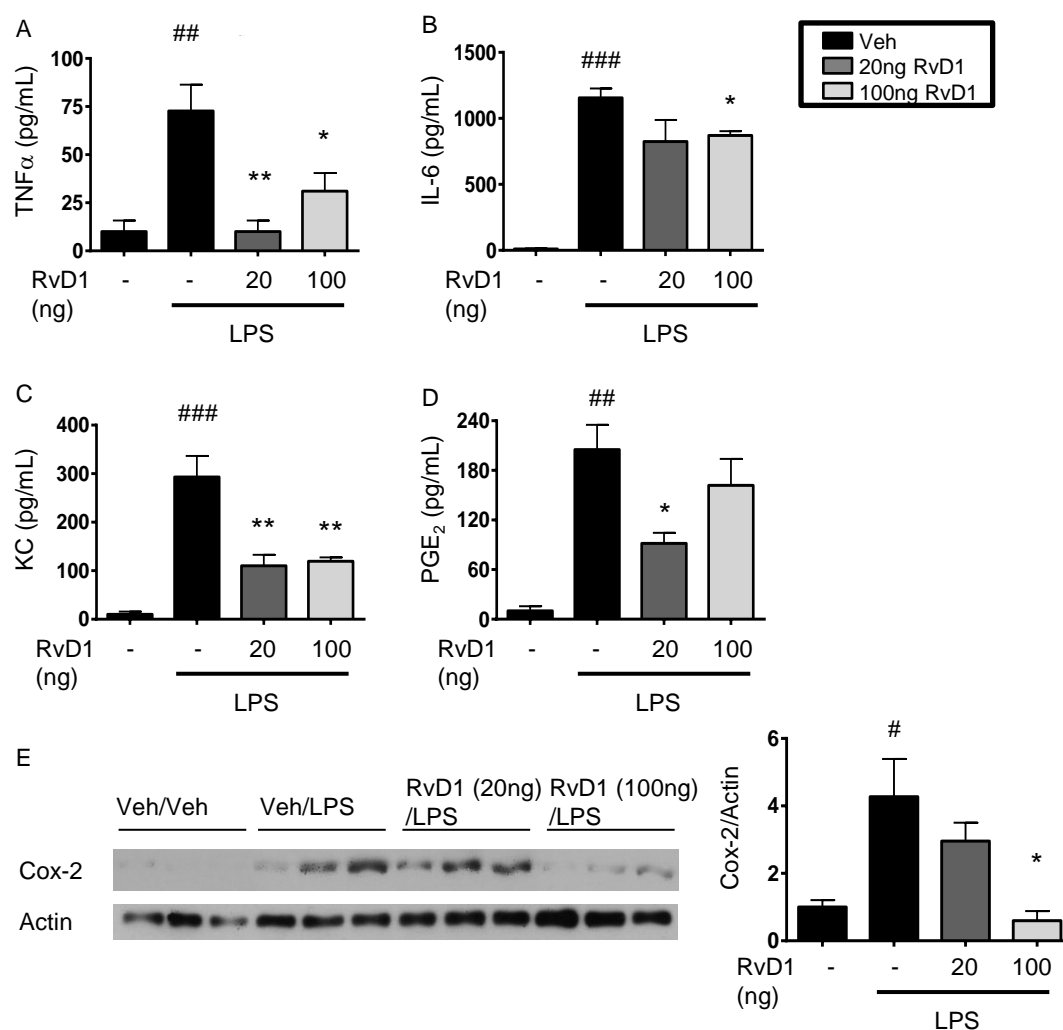 A
##
TNFα (pg/mL)
100
75
50
25
0
**
*
RvD1 - - 20 100
(ng)
LPS
B
###
IL-6 (pg/mL)
1500
1000
500
0
*
RvD1 - - 20 100
(ng)
LPS
Veh
20ng RvD1
100ng RvD1
C
###
KC (pg/mL)
400
300
200
100
0
** **
RvD1 - - 20 100
(ng)
LPS
D
##
PGE₂ (pg/mL)
240
180
120
60
0
*
RvD1 - - 20 100
(ng)
LPS
E
Veh/Veh
Veh/LPS
RvD1 (20ng)
/LPS
RvD1 (100ng)
/LPS
Cox-2
Actin
#
Cox-2/Actin
6
4
2
0
*
RvD1 - - 20 100
(ng)
LPS